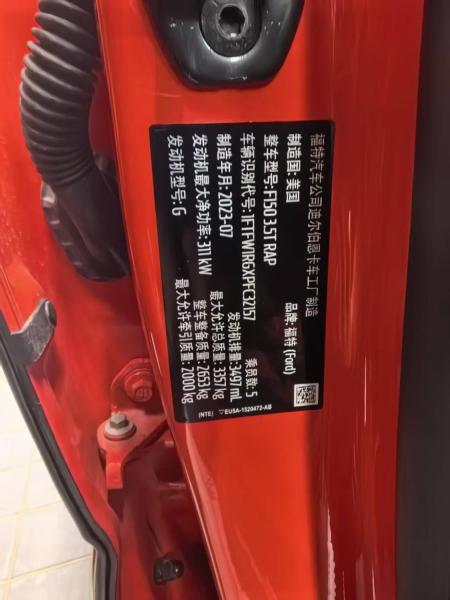 福特汽车公司迪尔伯恩卡车工厂制造
制造国:美国 品牌:福特 (Ford)
整车型号:F150 3.5TRAP
车辆识别代号:1FTFW1RGXPFC32157 乘员数:5
制造年月:2023-07 发动机排量:3497 mL
最大允许总质量:3357 kg
发动机最大净功率:311 kW 整车整备质量:2653 kg
发动机型号:G 最大允许牵引质量:2000 kg
(NTE) ▽EU5A-1520472-AB